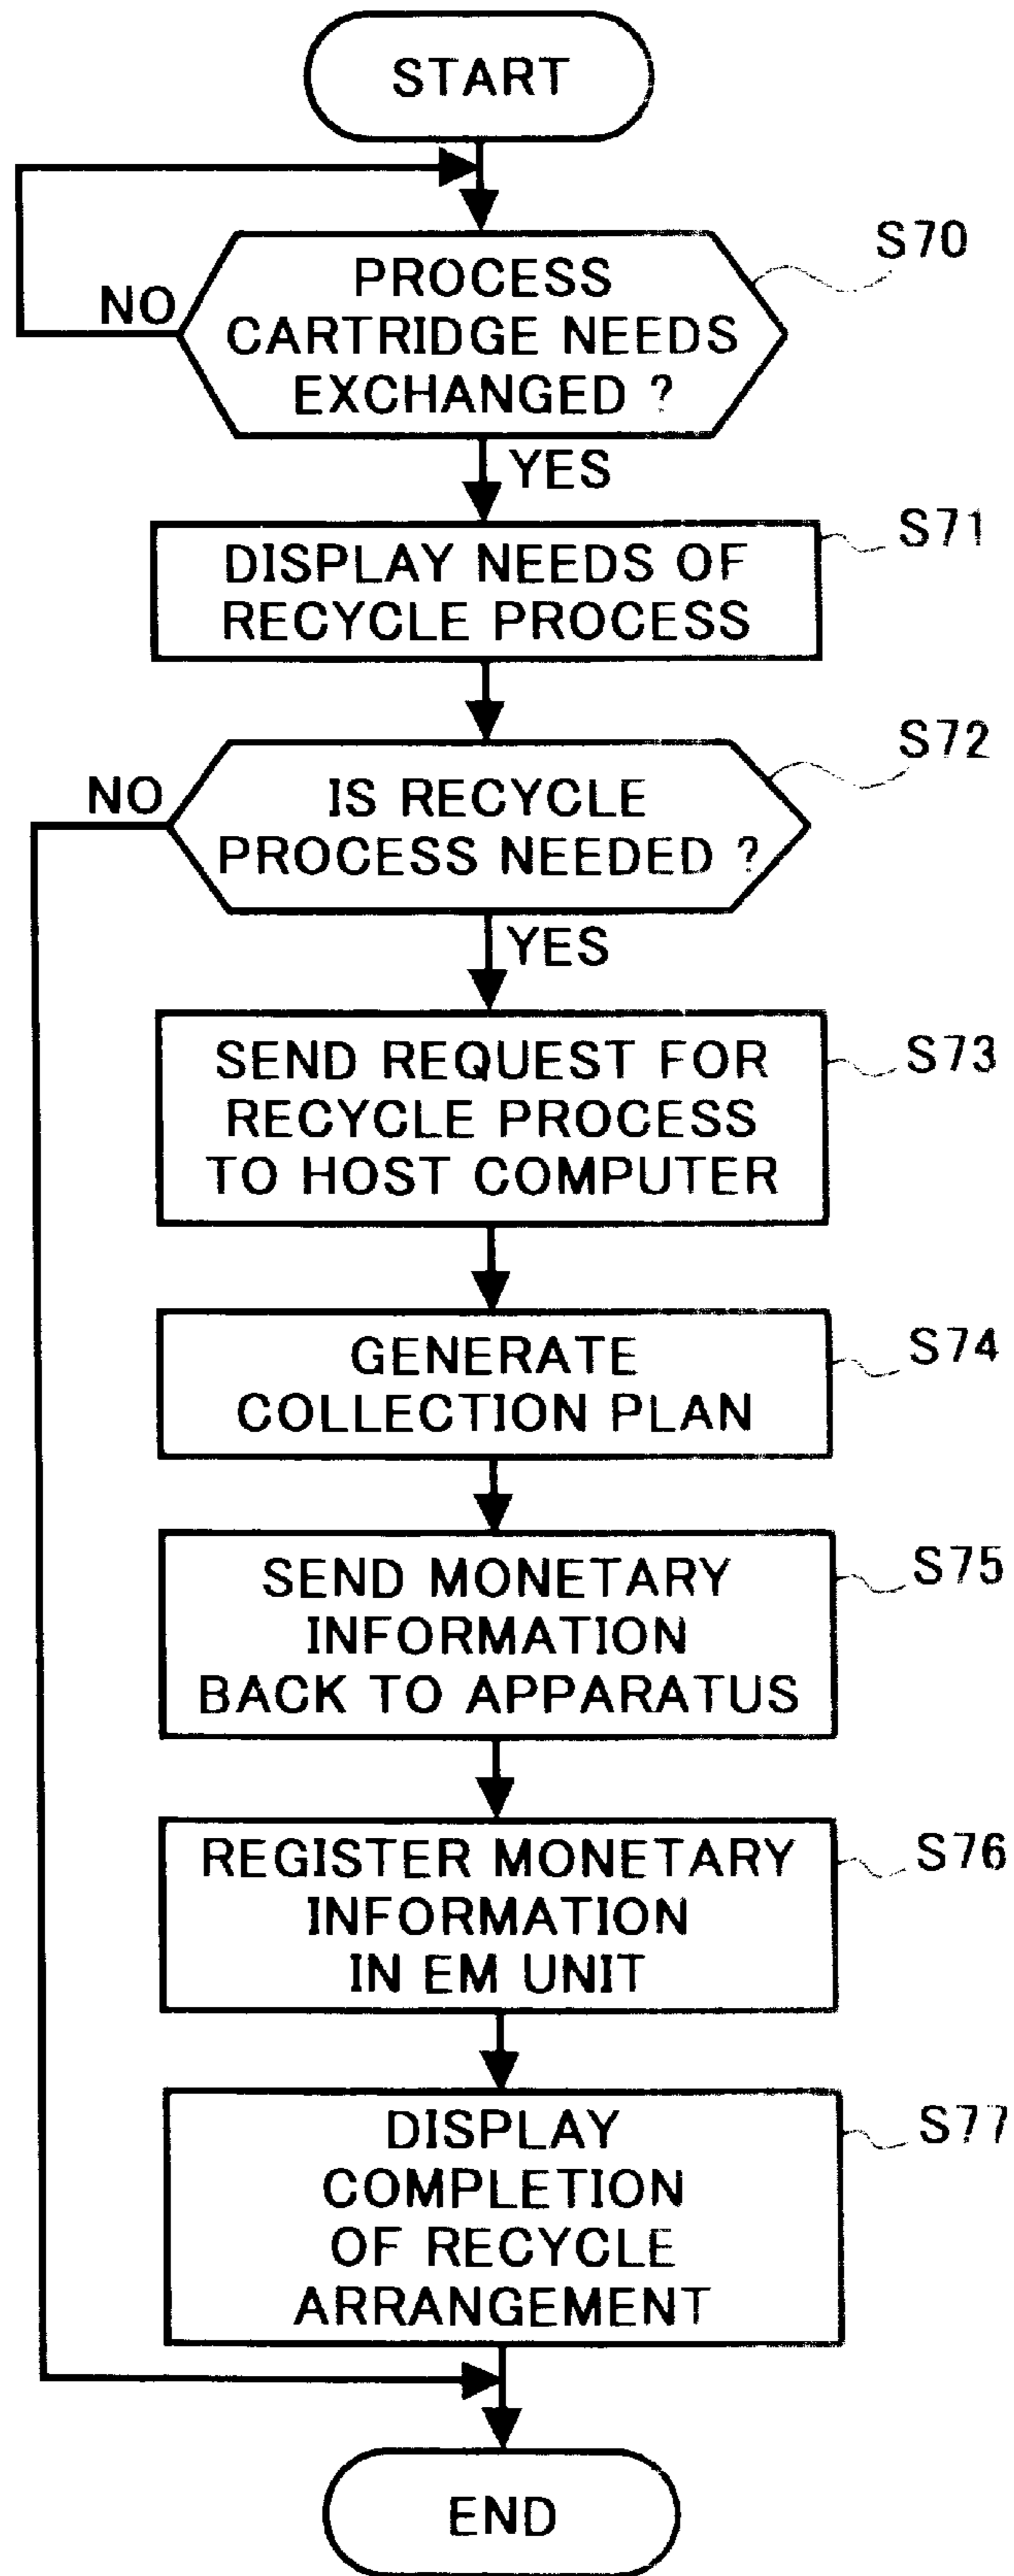 START
S70
PROCESS
CARTRIDGE NEEDS
EXCHANGED ?
NO
YES
S71
DISPLAY NEEDS OF
RECYCLE PROCESS
S72
IS RECYCLE
PROCESS NEEDED ?
NO
YES
S73
SEND REQUEST FOR
RECYCLE PROCESS
TO HOST COMPUTER
S74
GENERATE
COLLECTION PLAN
S75
SEND MONETARY
INFORMATION
BACK TO APPARATUS
S76
REGISTER MONETARY
INFORMATION
IN EM UNIT
S77
DISPLAY
COMPLETION
OF RECYCLE
ARRANGEMENT
END